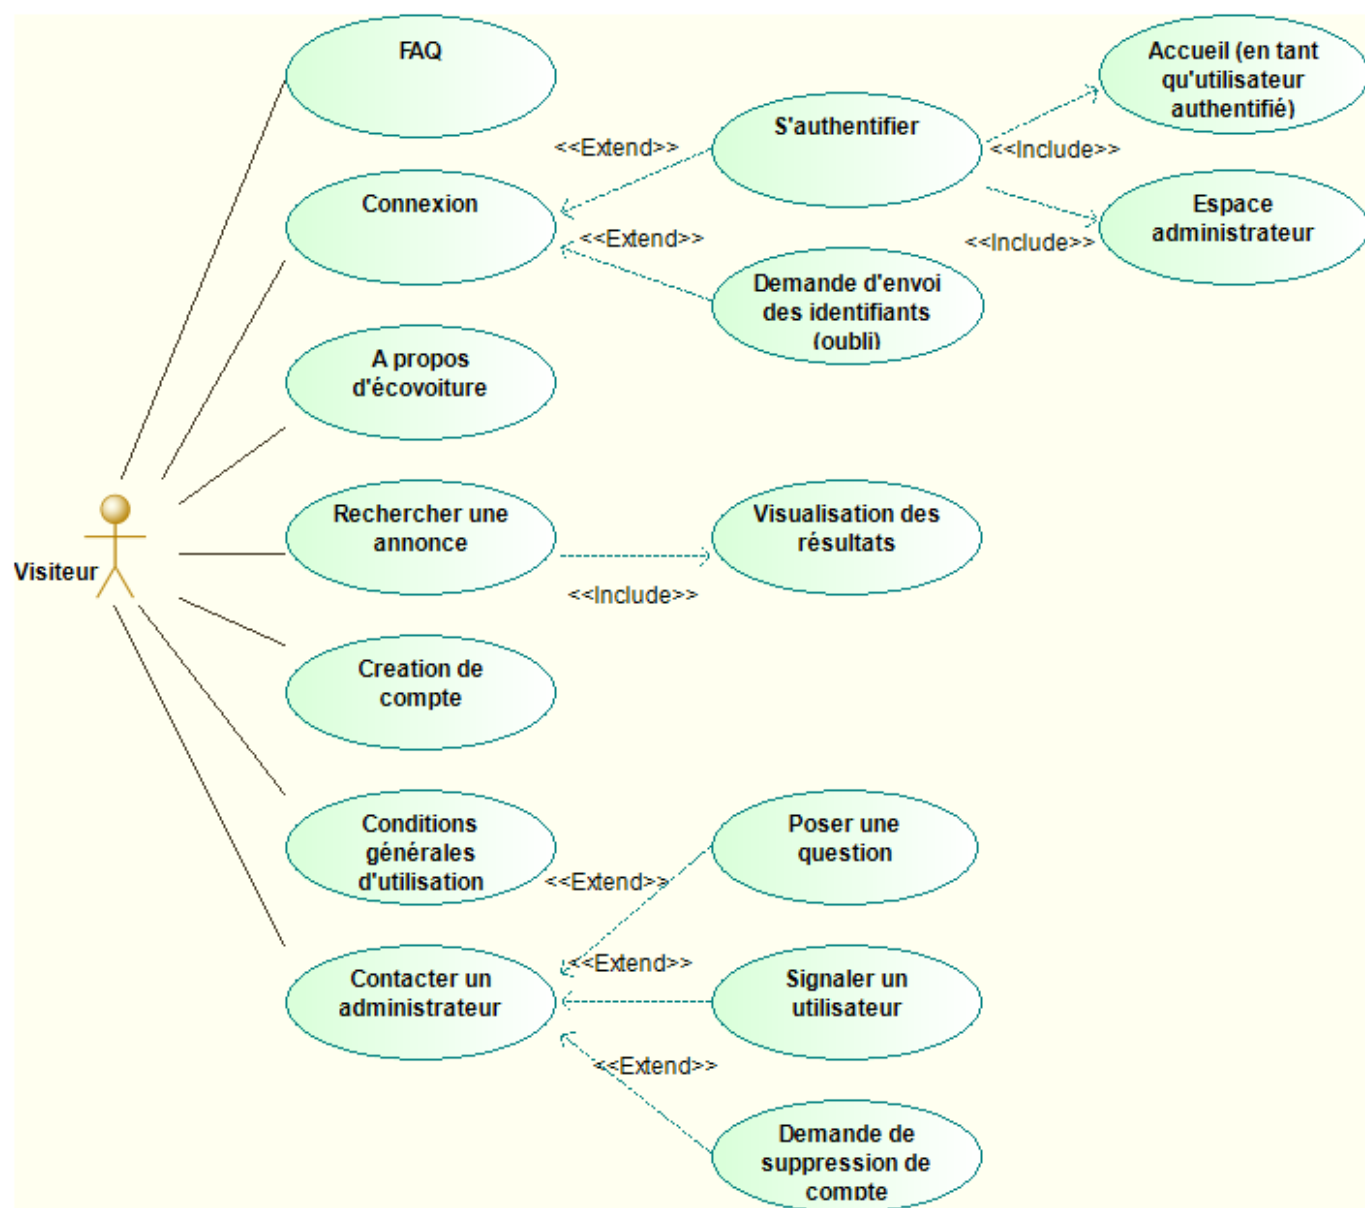 FAQ
Accueil (en tant
qu'utilisateur
authentifié)
S'authentifier
<<Extend>>
<<Include>>
Connexion
Espace
administrateur
<<Extend>>
<<Include>>
Demande d'envoi
des identifiants
(oubli)
A propos
d'écovoiture
Rechercher une
annonce
Visualisation des
résultats
Visiteur
<<Include>>
Creation de
compte
Conditions
générales
d'utilisation
Poser une
question
<<Extend>>
<<Extend>>
Contacter un
administrateur
Signaler un
utilisateur
<<Extend>>
Demande de
suppression de
compte